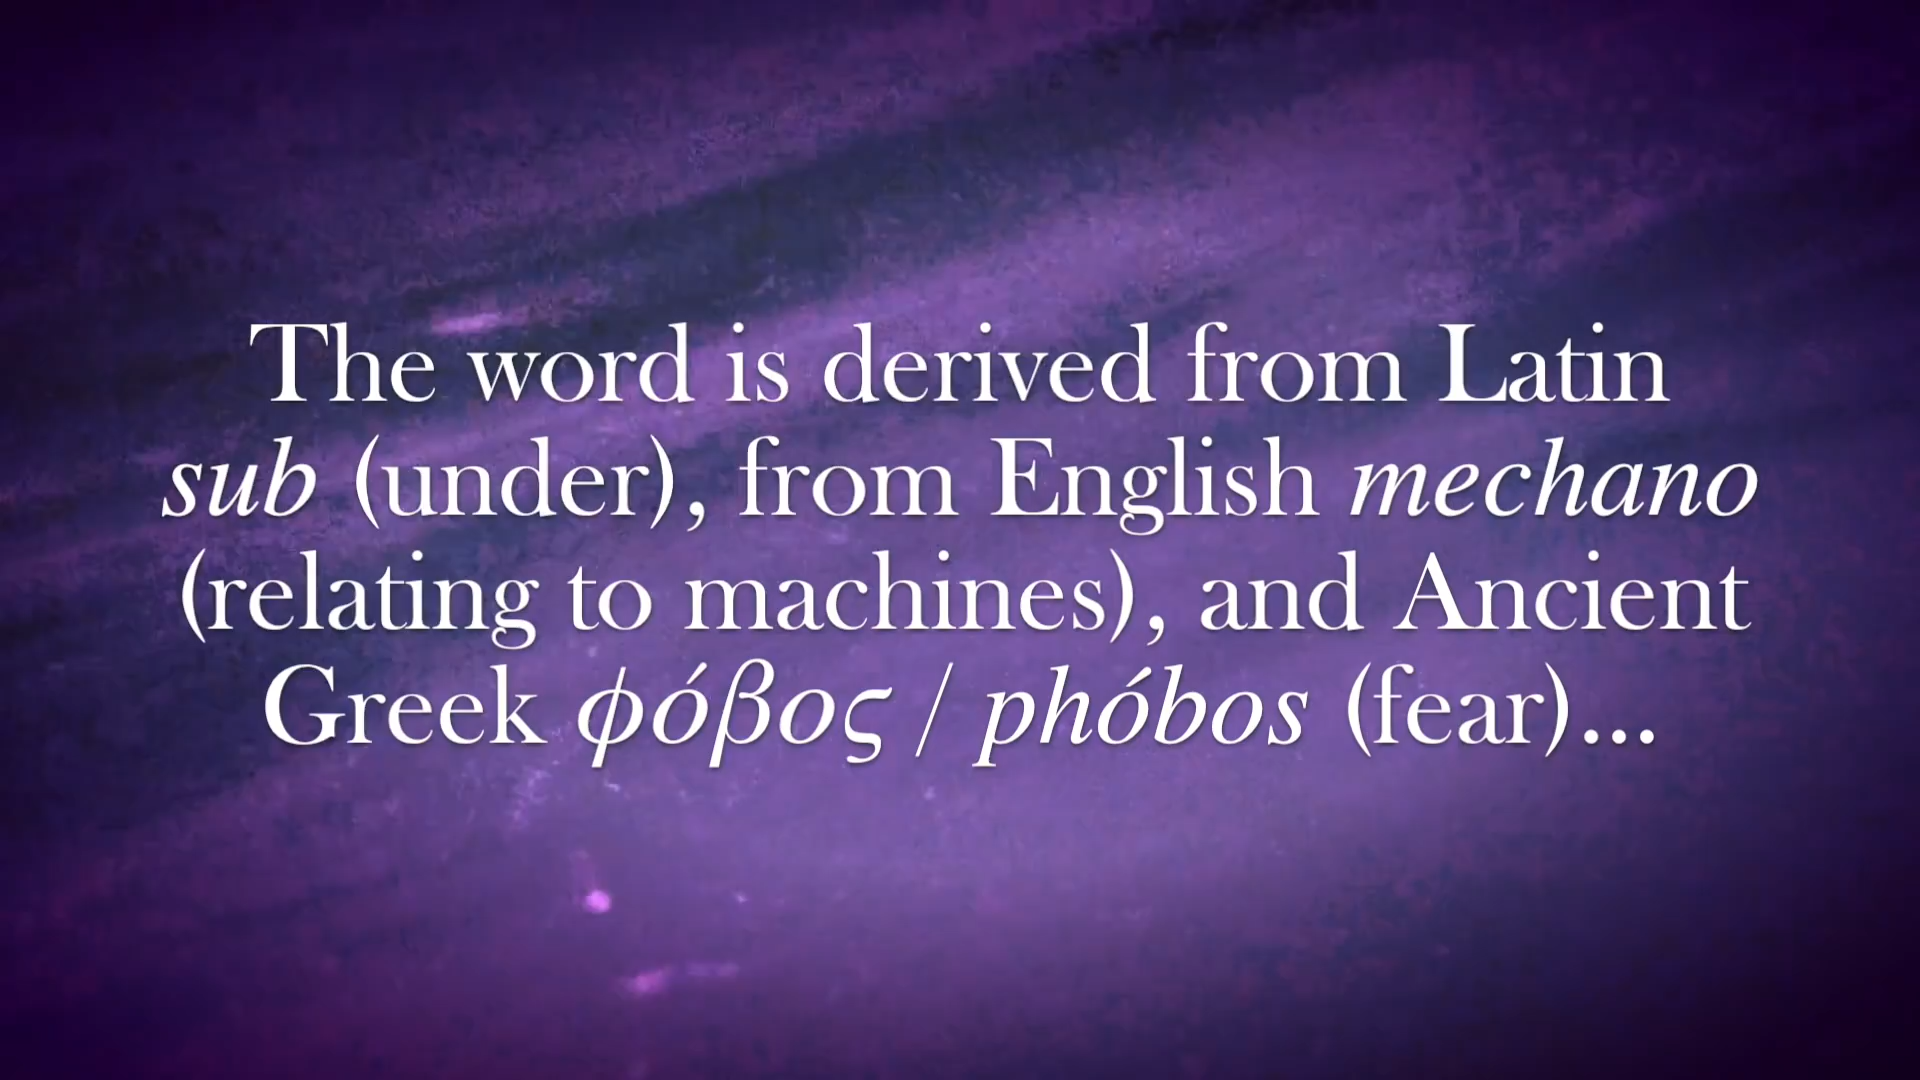 The word is derived from Latin
sub (under), from English mechano
(relating to machines), and Ancient
Greek φόβος / phóbos (fear)...